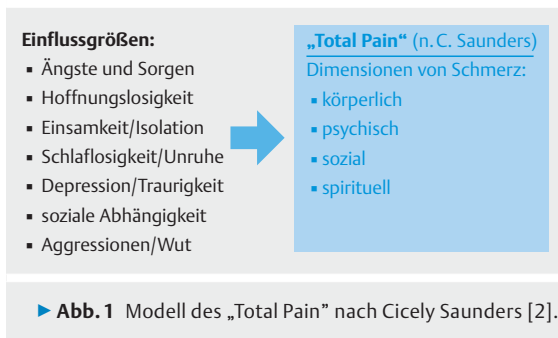 Einflussgrößen:
▪ Ängste und Sorgen
▪ Hoffnungslosigkeit
▪ Einsamkeit/Isolation
▪ Schlaflosigkeit/Unruhe
▪ Depression/Traurigkeit
▪ soziale Abhängigkeit
▪ Aggressionen/Wut
„Total Pain“ (n. C. Saunders)
Dimensionen von Schmerz:
▪ körperlich
▪ psychisch
▪ sozial
▪ spirituell
▶ Abb. 1 Modell des „Total Pain” nach Cicely Saunders [2].